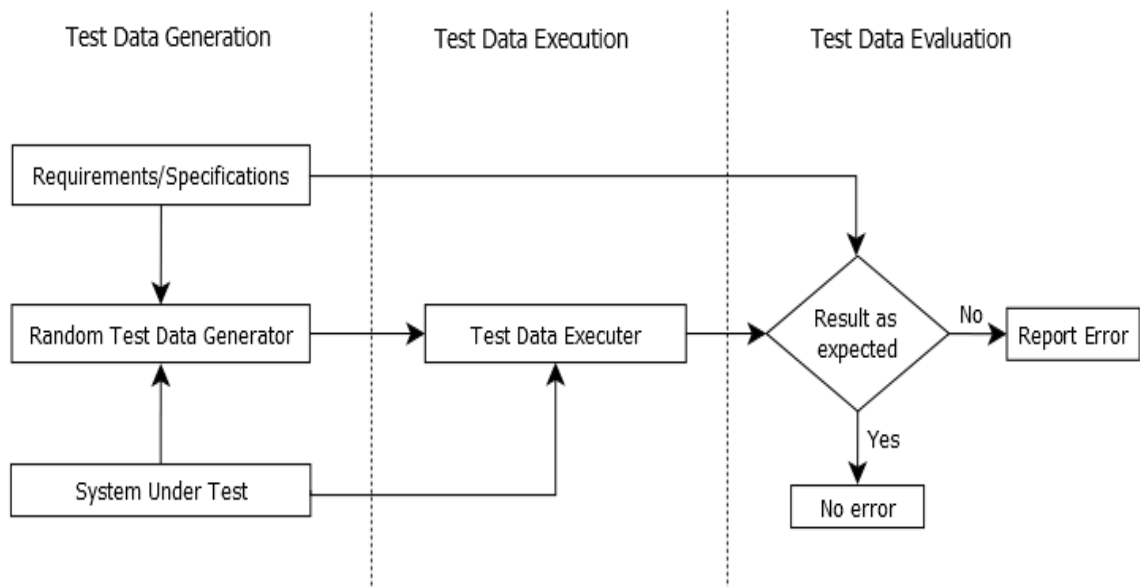 Test Data Generation
Test Data Execution
Test Data Evaluation
Requirements/Specifications
Random Test Data Generator
Test Data Executer
Result as
expected
No
Report Error
Yes
System Under Test
No error